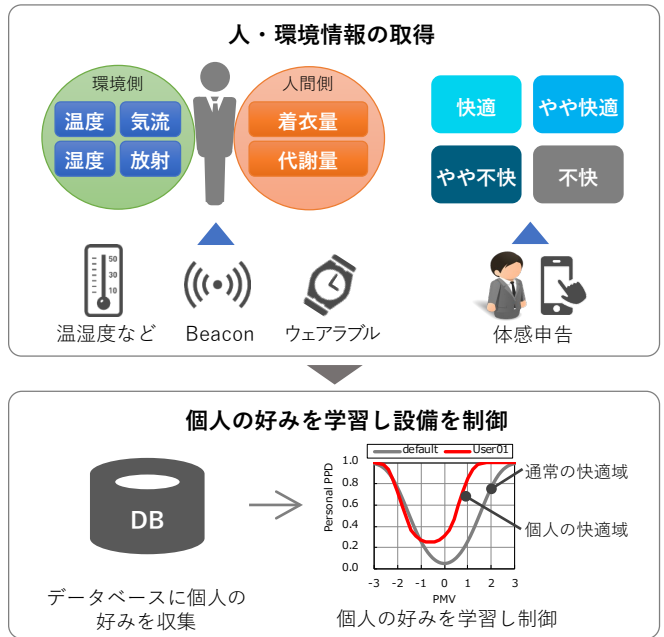 人・環境情報の取得
環境側
人間側
温度
気流
湿度
放射
着衣量
代謝量
快適
やや快適
やや不快
不快
50
30
10
温湿度など
Beacon
ウェアラブル
体感申告
個人の好みを学習し設備を制御
DB
データベースに個人の
好みを収集
default
User01
Personal PPD
1.0
0.8
0.6
0.4
0.2
0.0
-3 -2 -1 0 1 2 3
PMV
通常の快適域
個人の快適域
個人の好みを学習し制御